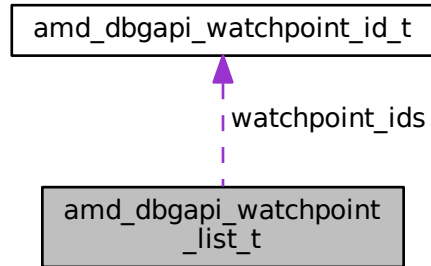 amd_dbgapi_watchpoint_id_t
watchpoint_ids
amd_dbgapi_watchpoint
_list_t